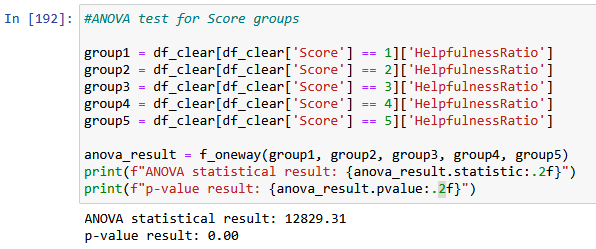 In [192]: #ANOVA test for Score groups
group1 = df_clear[df_clear['Score'] == 1]['HelpfulnessRatio']
group2 = df_clear[df_clear['Score'] == 2]['HelpfulnessRatio']
group3 = df_clear[df_clear['Score'] == 3]['HelpfulnessRatio']
group4 = df_clear[df_clear['Score'] == 4]['HelpfulnessRatio']
group5 = df_clear[df_clear['Score'] == 5]['HelpfulnessRatio']
anova_result = f_oneway(group1, group2, group3, group4, group5)
print(f"ANOVA statistical result: {anova_result.statistic:.2f}")
print(f"p-value result: {anova_result.pvalue:.2f}")
ANOVA statistical result: 12829.31
p-value result: 0.00